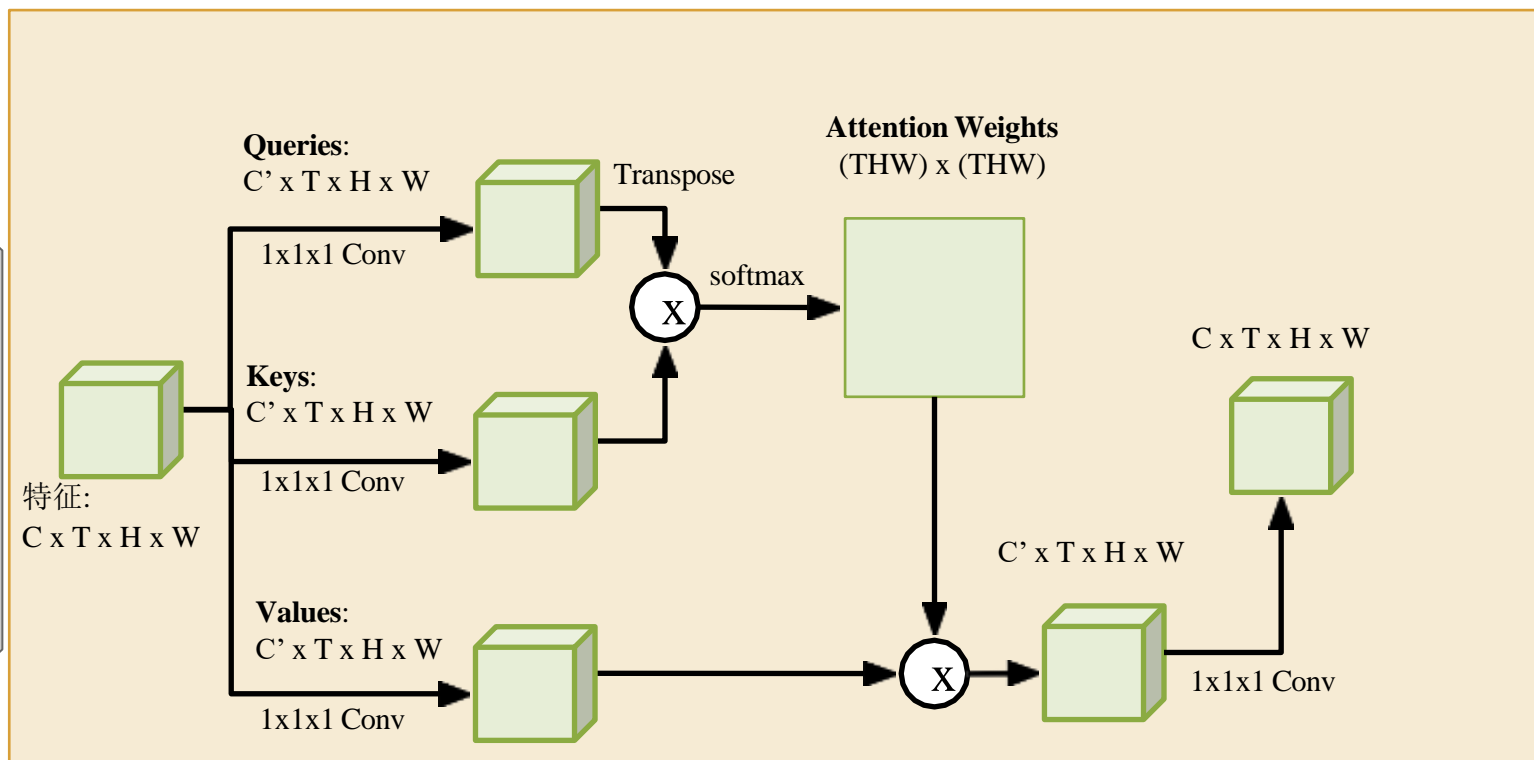 Queries:
C’ x T x H x W
1x1x1 Conv
Transpose
Attention Weights
(THW) x (THW)
x
softmax
Keys:
C’ x T x H x W
1x1x1 Conv
特征:
C x T x H x W
Values:
C’ x T x H x W
1x1x1 Conv
x
C’ x T x H x W
1x1x1 Conv
C x T x H x W